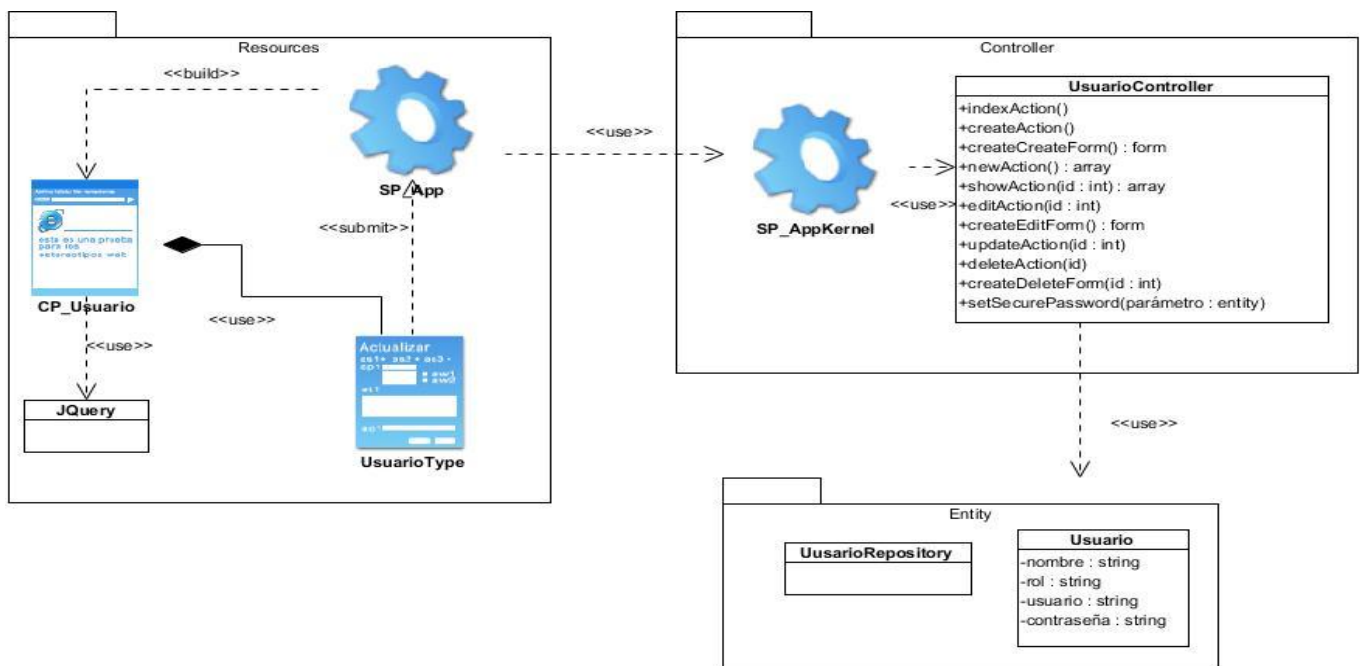 Resources
<<build>>
SP_App
<<submit>>
CP_Usuario
esta es una prueba
para los
estereotipos web
<<use>>
<<use>>
JQuery
Actualizar
UsuarioType
<<use>>
Controller
SP_AppKernel
<<use>>
UsuarioController
+indexAction()
+createAction()
+createCreateForm() : form
+newAction() : array
+showAction(id : int) : array
+editAction(id : int)
+createEditForm() : form
+updateAction(id : int)
+deleteAction(id)
+createDeleteForm(id : int)
+setSecurePassword(parámetro : entity)
<<use>>
Entity
UusarioRepository
Usuario
-nombre : string
-rol : string
-usuario : string
-contraseña : string